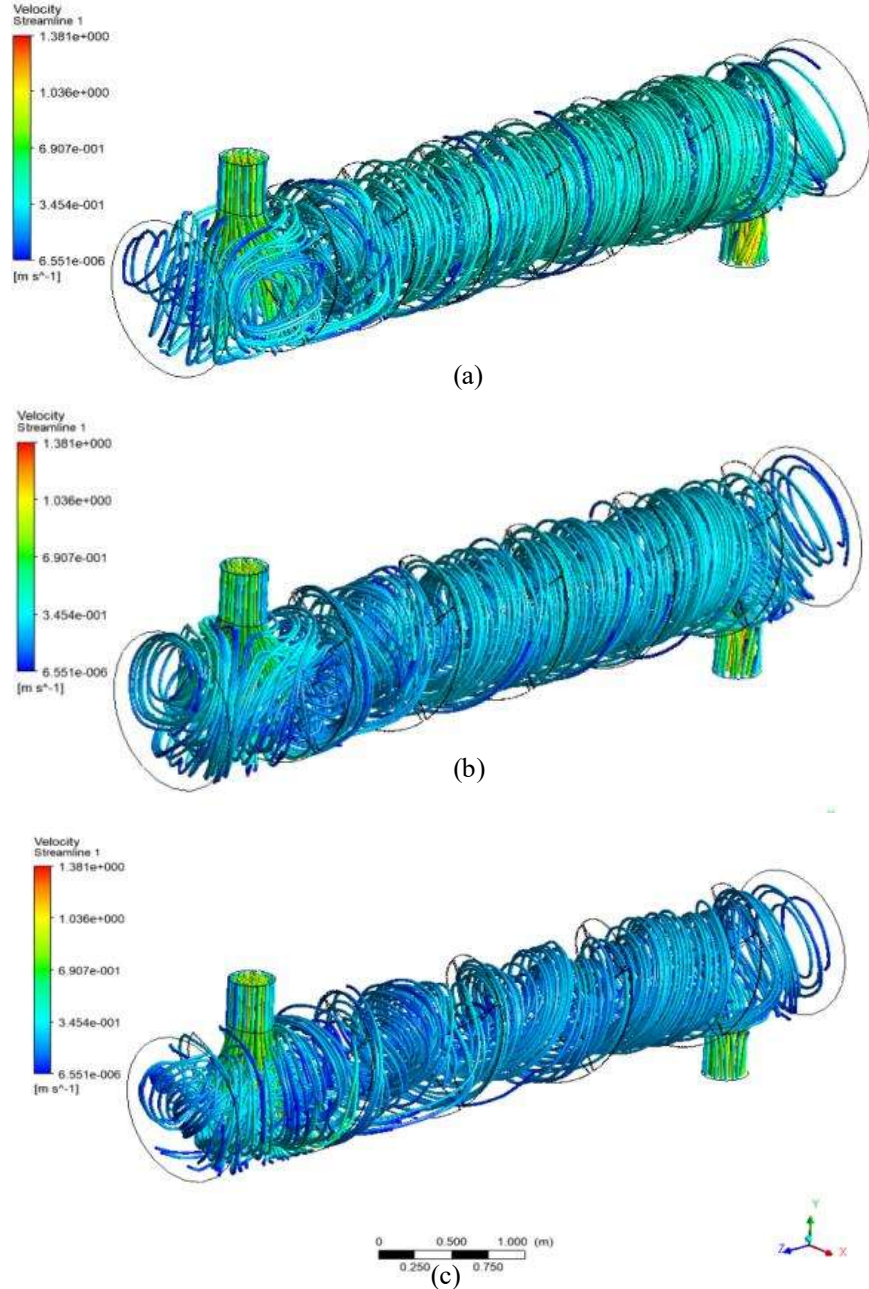 Velocity
Streamline 1
1.381e+000
1.036e+000
6.907e-001
3.454e-001
6.551e-006
[m s^-1]
(a)
Velocity
Streamline 1
1.381e+000
1.036e+000
6.907e-001
3.454e-001
6.551e-006
[m s^-1]
(b)
Velocity
Streamline 1
1.381e+000
1.036e+000
6.907e-001
3.454e-001
6.551e-006
[m s^-1]
0 0.500 1.000 (m)
0.250 0.750
Y
Z X
(c)